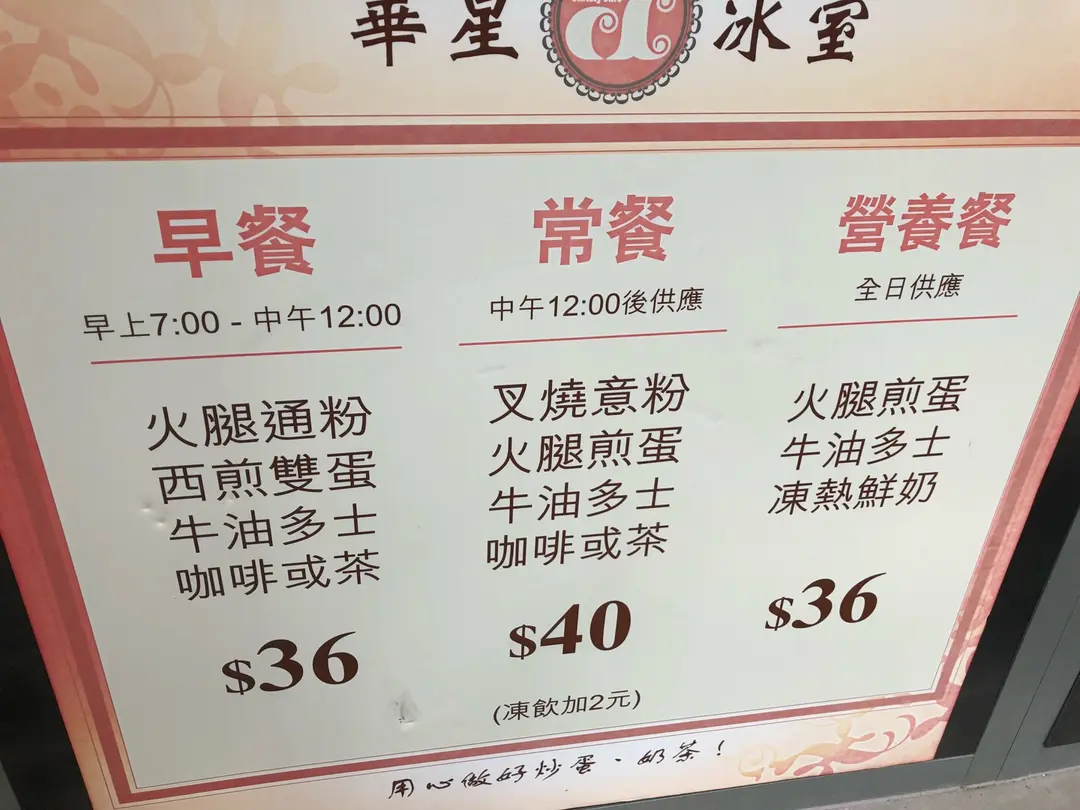 華星 冰室
早餐
早上7:00 - 中午12:00
火腿通粉
西煎雙蛋
牛油多士
咖啡或茶
$36
常餐
中午12:00後供應
叉燒意粉
火腿煎蛋
牛油多士
咖啡或茶
$40
(凍飲加2元)
營養餐
全日供應
火腿煎蛋
牛油多士
凍熱鮮奶
$36
用心做好炒蛋、奶茶！